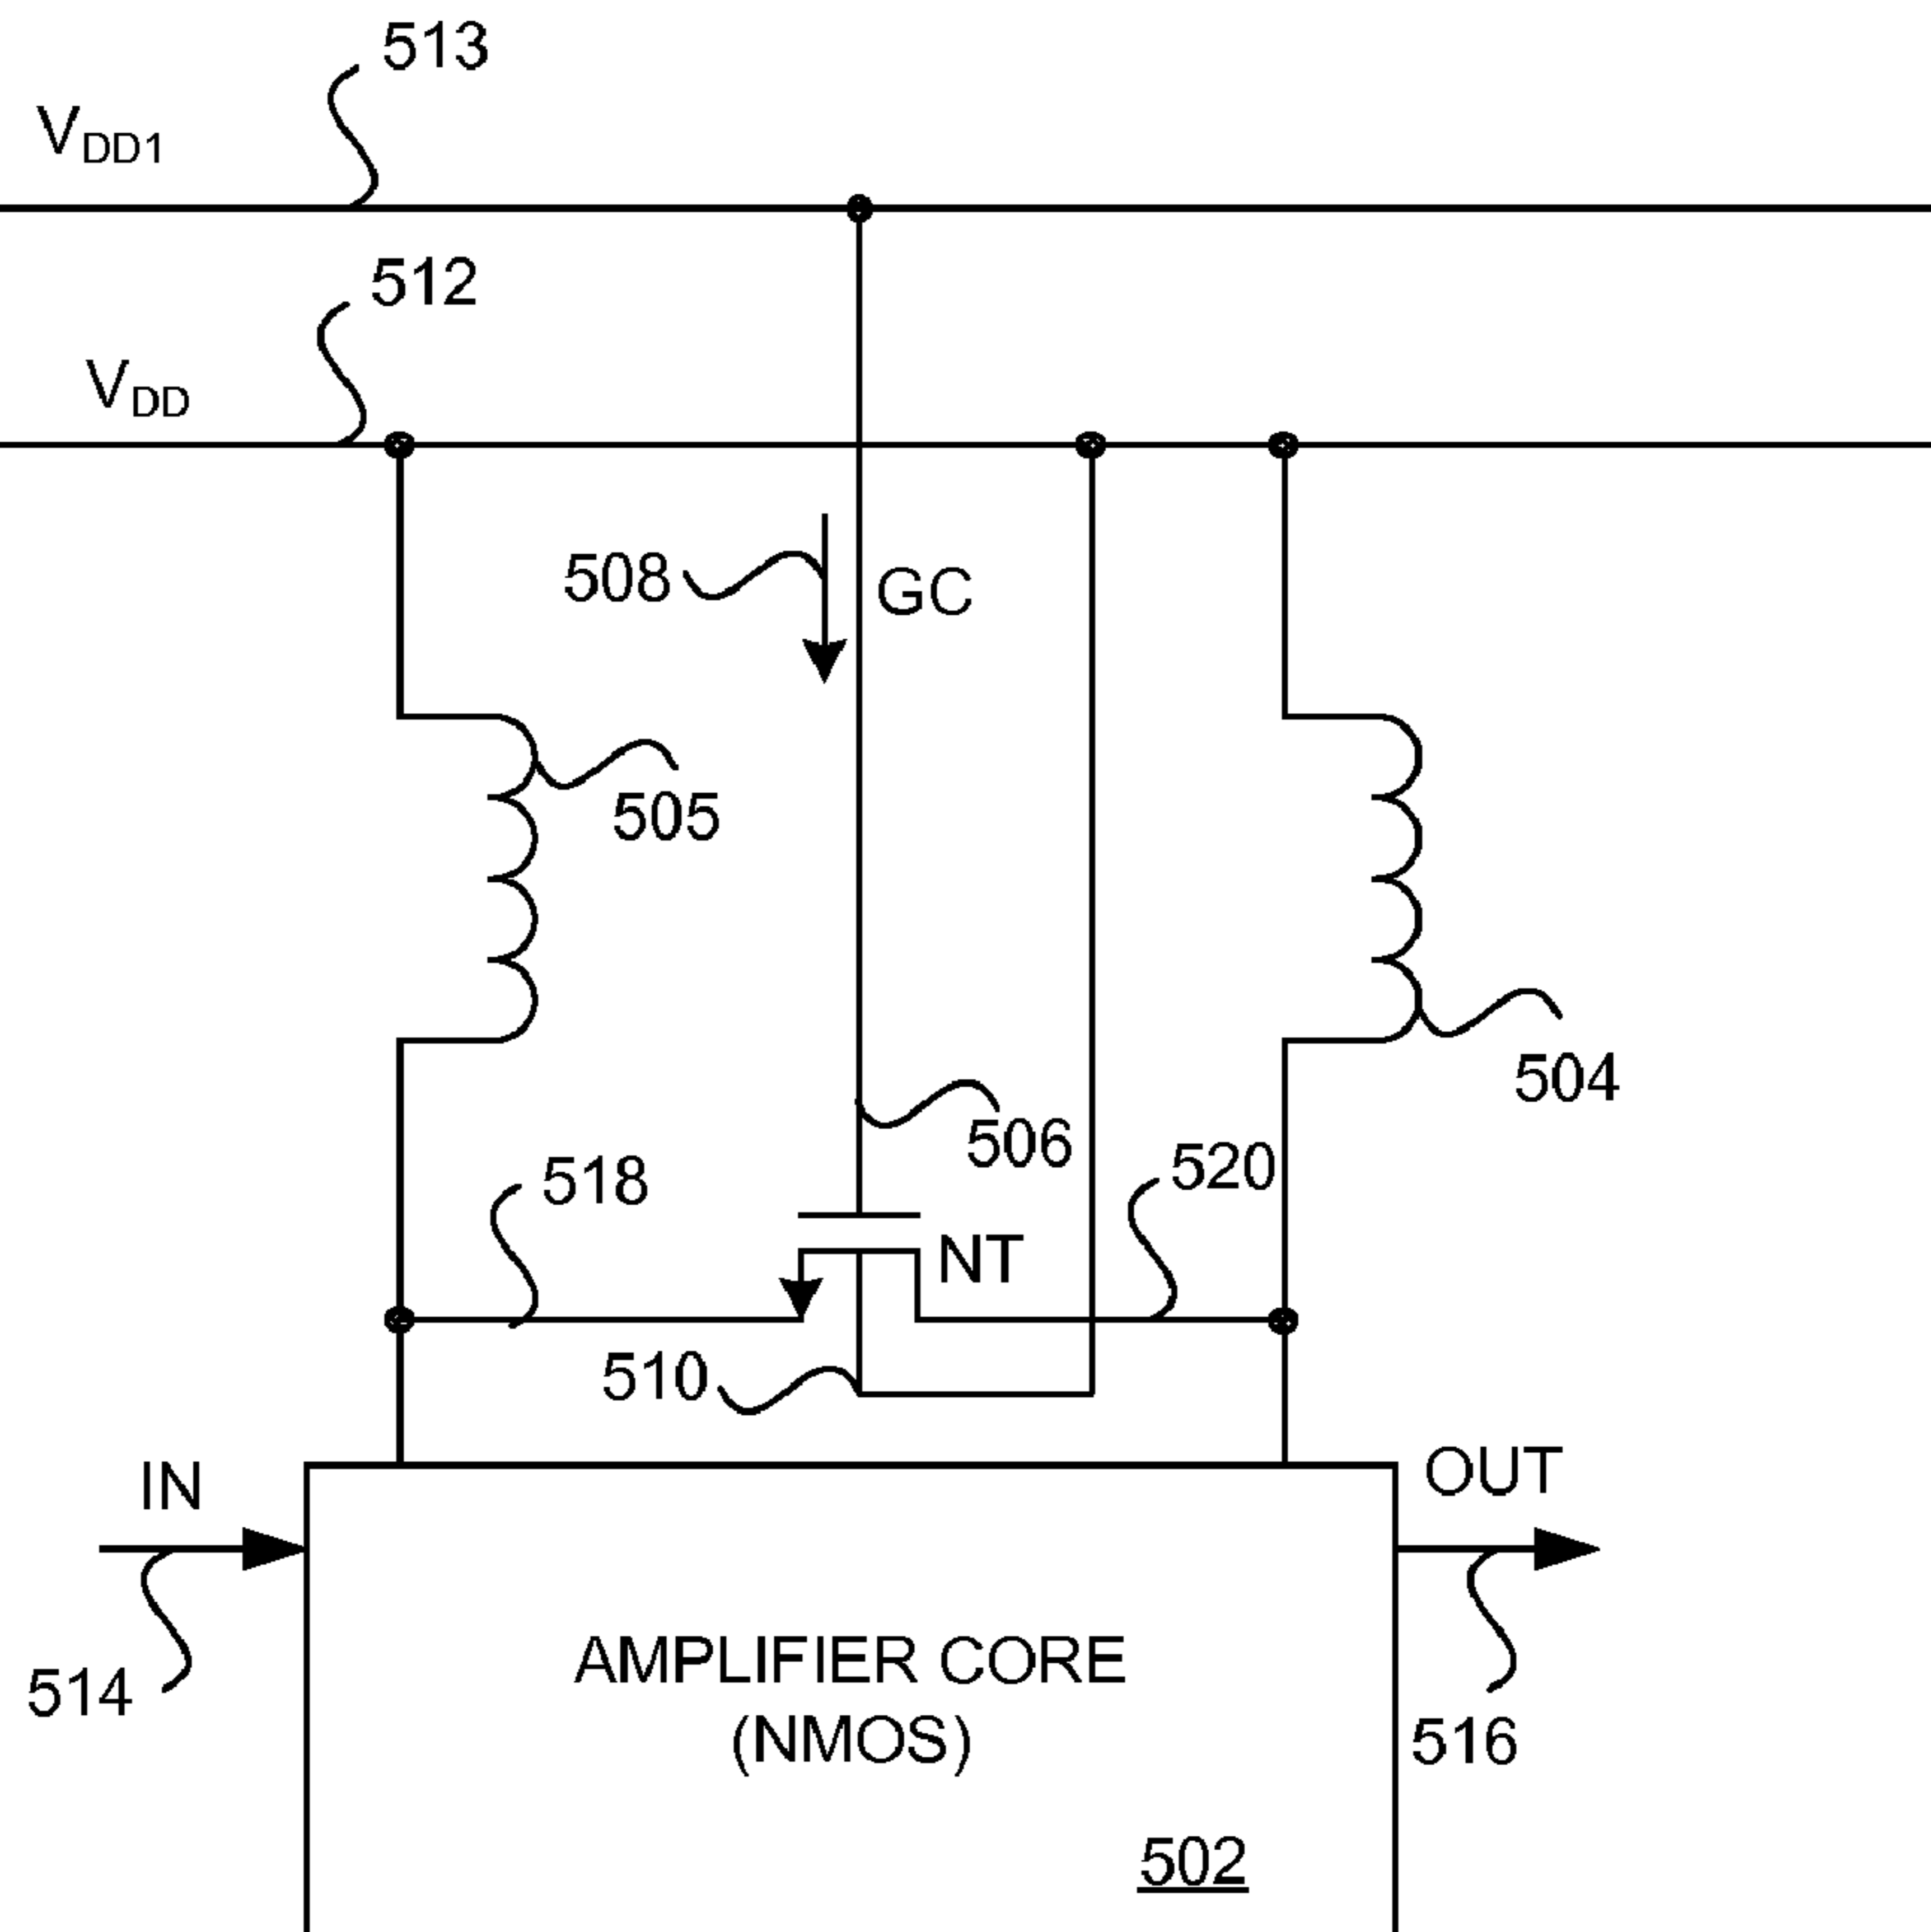 513
VDD1
512
VDD
508
GC
505
504
506
520
518
NT
510
IN
OUT
AMPLIFIER CORE
(NMOS)
514
516
502